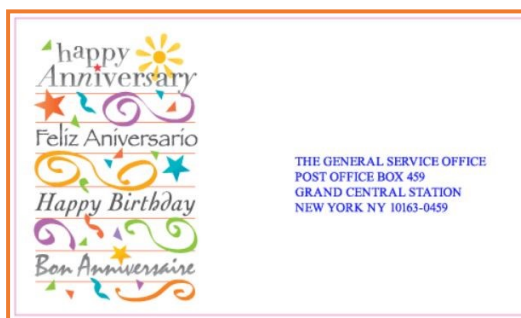 happy
Anniversary
Feliz Aniversario
Happy Birthday
Bon Anniversaire
THE GENERAL SERVICE OFFICE
POST OFFICE BOX 459
GRAND CENTRAL STATION
NEW YORK NY 10163-0459